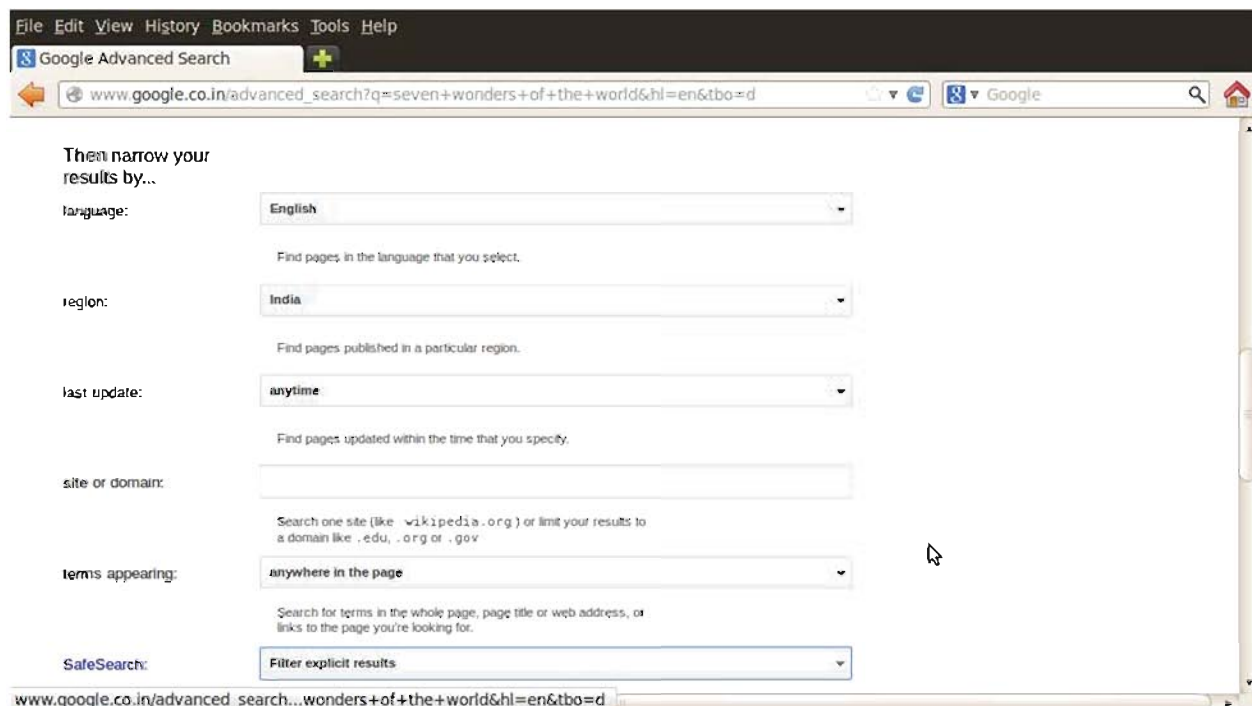 File Edit View History Bookmarks Tools Help
Google Advanced Search
www.google.co.in/advanced_search?q=seven+wonders+of+the+world&hl=en&tbo=d
Google
Then narrow your
results by...
language:
English
Find pages in the language that you select.
region:
India
Find pages published in a particular region.
last update:
anytime
Find pages updated within the time that you specify.
site or domain:
Search one site (like wikipedia.org) or limit your results to
a domain like .edu, .org or .gov
terms appearing:
anywhere in the page
Search for terms in the whole page, page title or web address, or
links to the page you're looking for.
SafeSearch:
Filter explicit results
www.google.co.in/advanced_search...wonders+of+the+world&hl=en&tbo=d